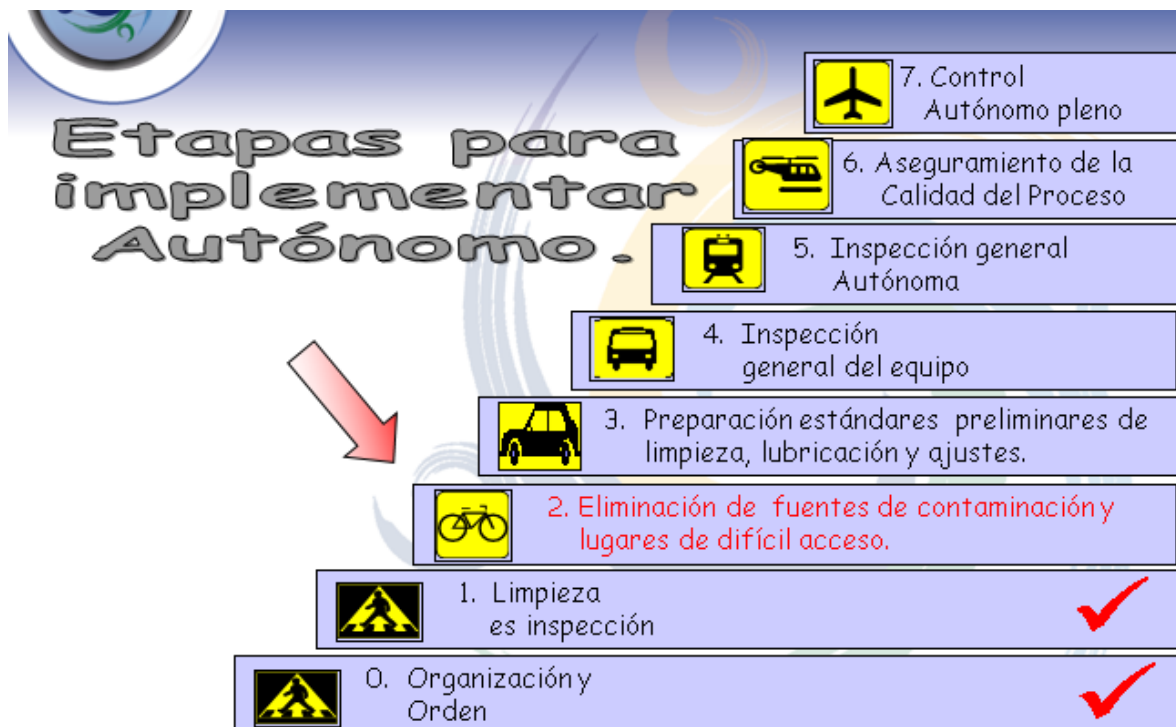 Etapas para
implementar
Autónomo.
7. Control
Autónomo pleno
6. Aseguramiento de la
Calidad del Proceso
5. Inspección general
Autónoma
4. Inspección
general del equipo
3. Preparación estándares preliminares de
limpieza, lubricación y ajustes.
2. Eliminación de fuentes de contaminación y
lugares de difícil acceso.
1. Limpieza
es inspección
0. Organización y
Orden